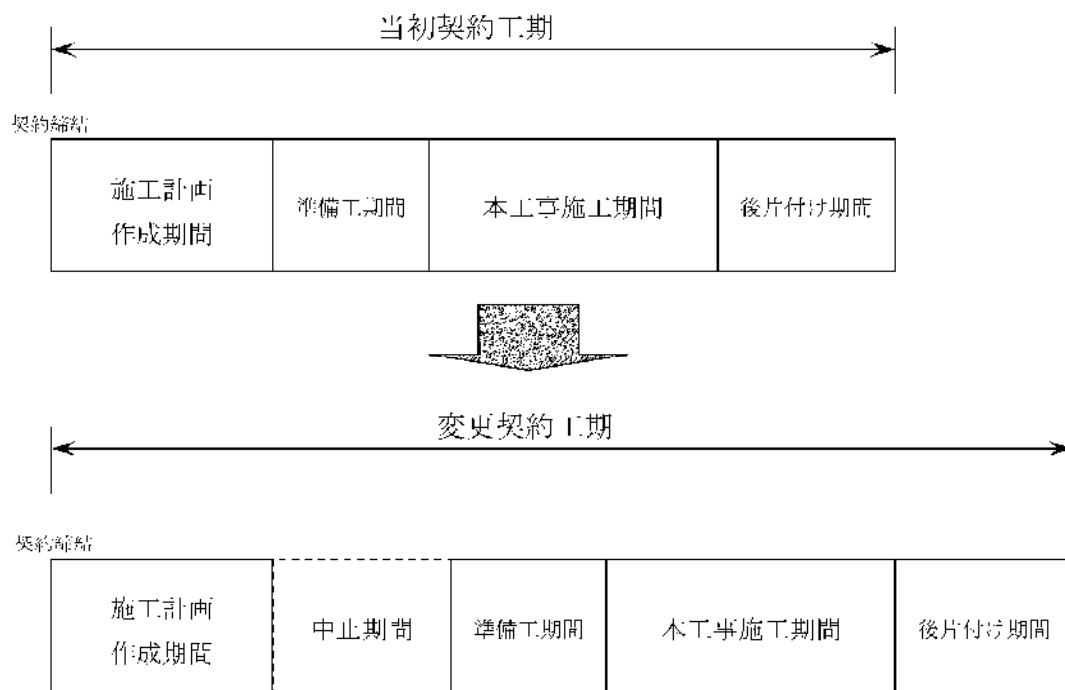 当初契約工期
契約締結
施工計画
作成期間
準備工期間
本工事施工期間
後片付け期間
変更契約工期
契約締結
施工計画
作成期間
中止期間
準備工期間
本工事施工期間
後片付け期間